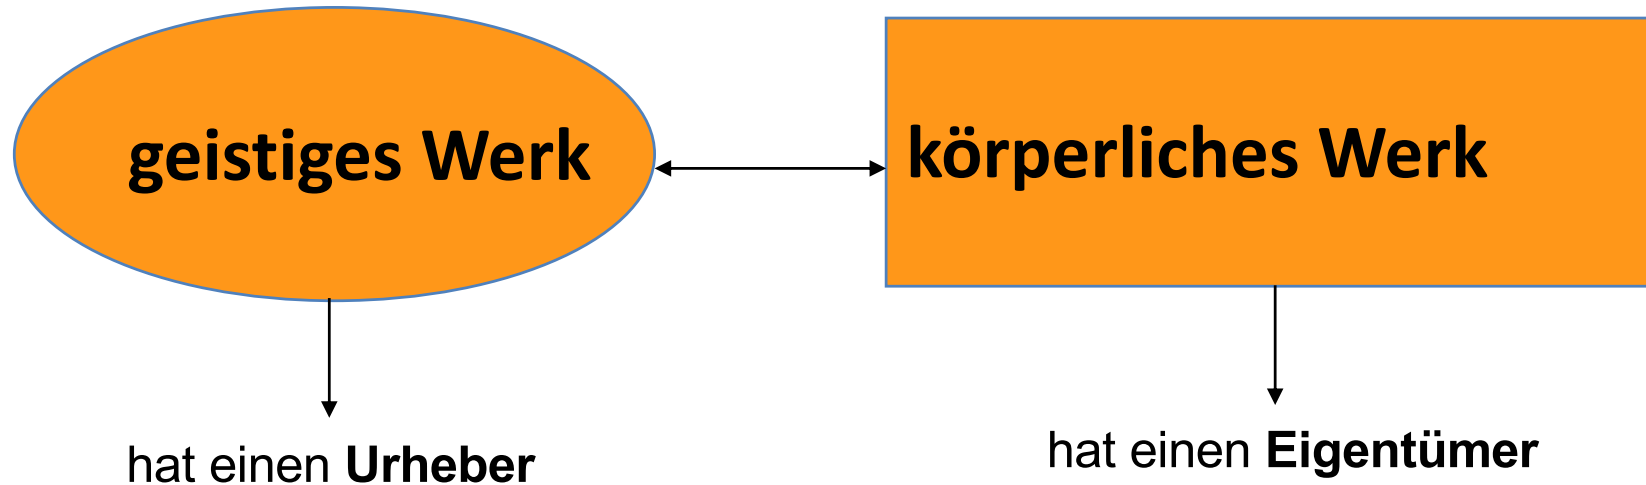 geistiges Werk
körperliches Werk
hat einen Urheber
hat einen Eigentümer